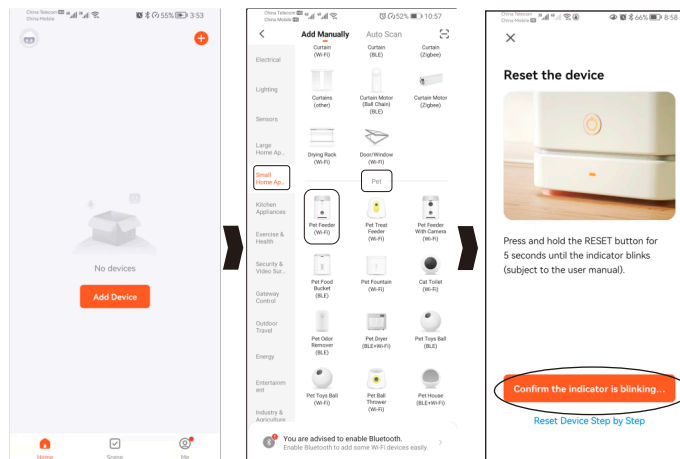 China Telecom HD
China Mobile
55% 3:53
No devices
Add Device
Home
Scene
Me
China Telecom HD
China Mobile HD
52% 10:57
Add Manually
Auto Scan
Electrical
Lighting
Sensors
Large
Home Ap...
Small
Home Ap...
Kitchen
Appliances
Exercise &
Health
Security &
Video Sur...
Gateway
Control
Outdoor
Travel
Energy
Entertainm
ent
Industry &
Agriculture
Curtain
(Wi-Fi)
Curtain
(BLE)
Curtain
(Zigbee)
Curtains
(other)
Curtain Motor
(Ball Chain)
(BLE)
Curtain Motor
(Zigbee)
Drying Rack
(Wi-Fi)
Door/Window
(Wi-Fi)
Pet
Pet Feeder
(Wi-Fi)
Pet Treat
Feeder
(Wi-Fi)
Pet Feeder
With Camera
(Wi-Fi)
Pet Food
Bucket
(BLE)
Pet Fountain
(Wi-Fi)
Cat Toilet
(Wi-Fi)
Pet Odor
Remover
(BLE)
Pet Dryer
(BLE+Wi-Fi)
Pet Toys Ball
(BLE)
Pet Toys Ball
(Wi-Fi)
Pet Ball
Thrower
(Wi-Fi)
Pet House
(BLE+Wi-Fi)
You are advised to enable Bluetooth.
Enable Bluetooth to add some Wi-Fi devices easily.
China Telecom HD
China Mobile HD
66% 8:58
Reset the device
Press and hold the RESET button for
5 seconds until the indicator blinks
(subject to the user manual).
Confirm the indicator is blinking...
Reset Device Step by Step